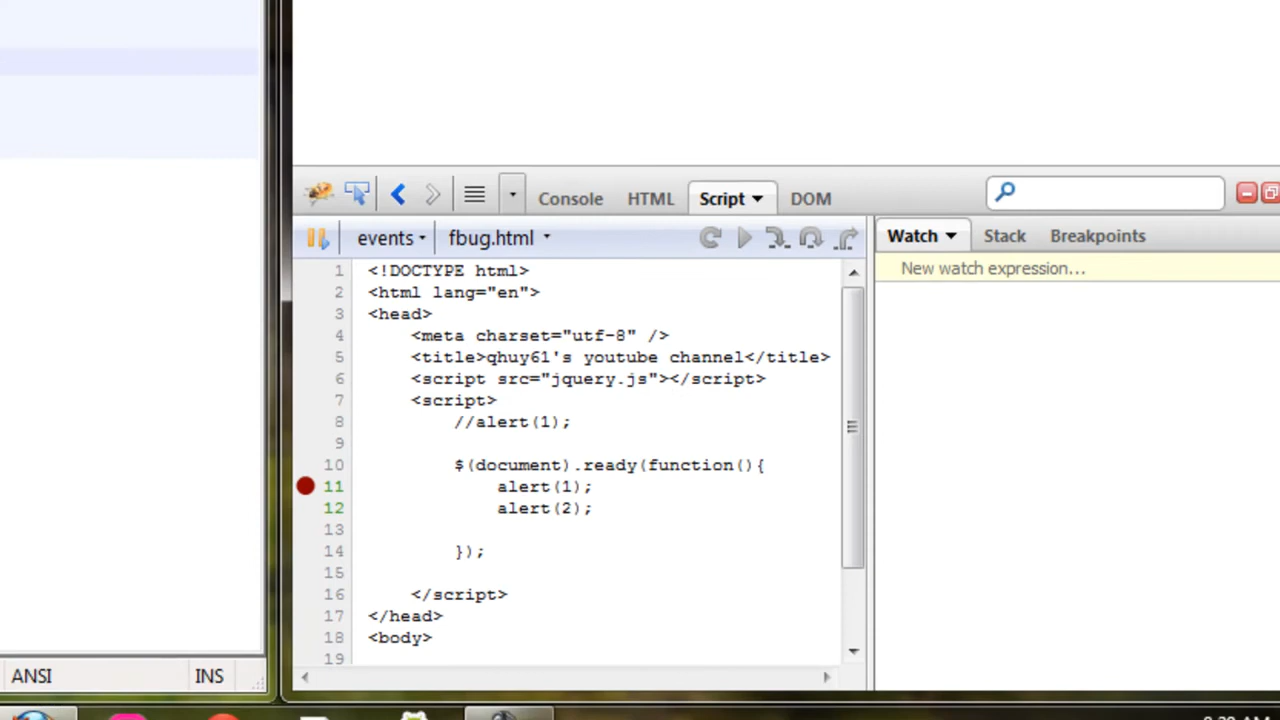 Console HTML Script DOM
events fbug.html
Watch Stack Breakpoints
New watch expression...
1 <!DOCTYPE html>
2 <html lang="en">
3 <head>
4 <meta charset="utf-8" />
5 <title>qhuy61's youtube channel</title>
6 <script src="jquery.js"></script>
7 <script>
8 //alert(1);
9
10 $(document).ready(function(){
11 alert(1);
12 alert(2);
13
14 });
15
16 </script>
17 </head>
18 <body>
19
ANSI INS